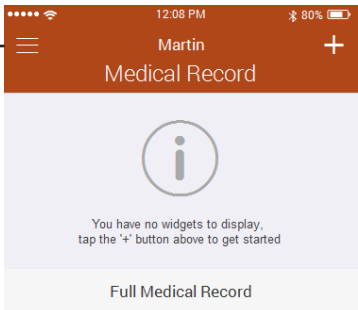 12:08 PM
80%
Martin
Medical Record
You have no widgets to display,
tap the '+' button above to get started
Full Medical Record